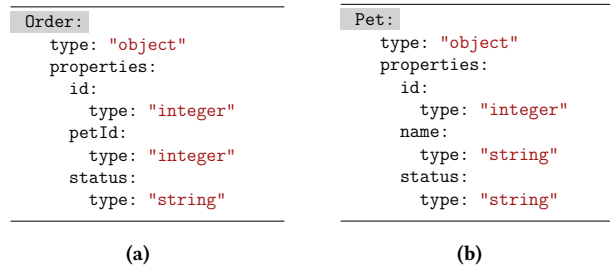 Order:
type: "object"
properties:
id:
type: "integer"
petId:
type: "integer"
status:
type: "string"
(a)
Pet:
type: "object"
properties:
id:
type: "integer"
name:
type: "string"
status:
type: "string"
(b)